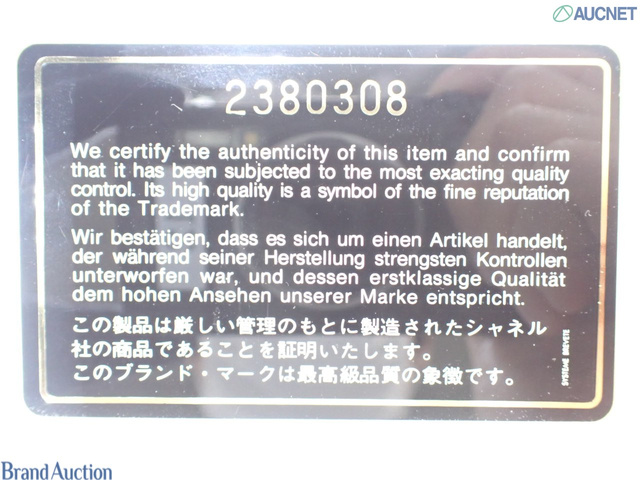 AUCNET
2380308
We certify the authenticity of this item and confirm
that it has been subjected to the most exacting quality
control. Its high quality is a symbol of the fine reputation
of the Trademark.
Wir bestätigen, dass es sich um einen Artikel handelt,
der während seiner Herstellung strengsten Kontrollen
unterworfen war, und dessen erstklassige Qualität
dem hohen Ansehen unserer Marke entspricht.
この製品は厳しい管理のもとに製造されたシャネル
社の商品であることを証明いたします。
このブランド・マークは最高級品質の象徴です。
SYSTEME BREVETE
Brand Auction